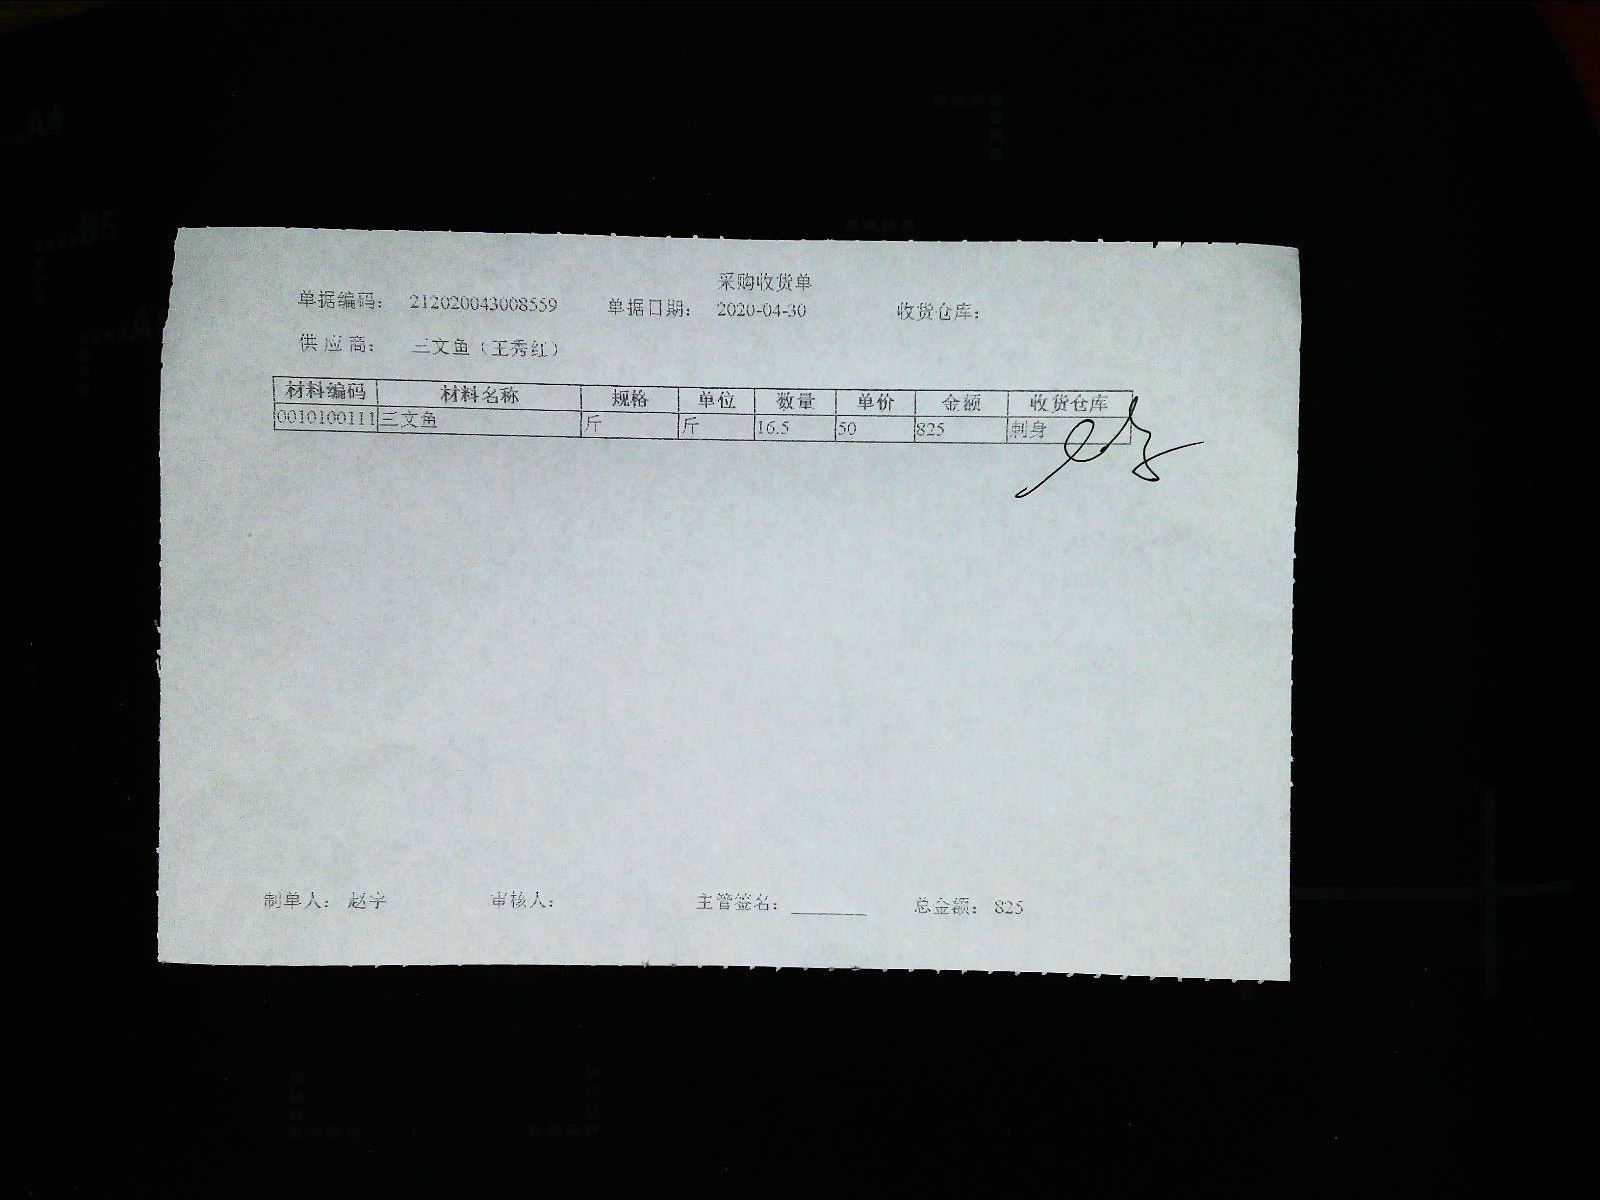 采购收货单
单据编码: 212020043008559 单据日期: 2020-04-30 收货仓库:
供应商: 三文鱼（王秀红）
材料编码 材料名称 规格 单位 数量 单价 金额 收货仓库
0010100111 三文鱼 斤 斤 16.5 50 825 刺身
制单人: 赵宇 审核人: 主管签名: ______ 总金额: 825
A4
B5